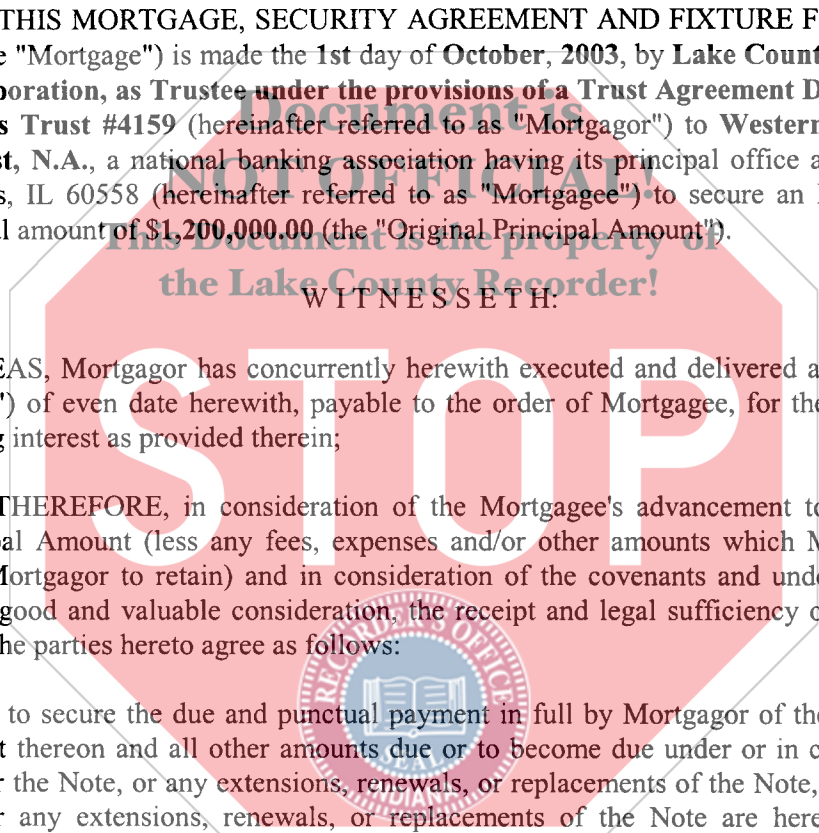 THIS MORTGAGE, SECURITY AGREEMENT AND FIXTURE F
e "Mortgage") is made the 1st day of October, 2003, by Lake Count
poration, as Trustee under the provisions of a Trust Agreement D
s Trust #4159 (hereinafter referred to as "Mortgagor") to Western
st, N.A., a national banking association having its principal office a
s, IL 60558 (hereinafter referred to as "Mortgagee") to secure an
l amount of $1,200,000.00 (the "Original Principal Amount").
Document is
NOT OFFICIAL!
This Document is the property of
the Lake County Recorder!
W I T N E S S E T H:
EAS, Mortgagor has concurrently herewith executed and delivered a
") of even date herewith, payable to the order of Mortgagee, for the
g interest as provided therein;
STOP
THEREFORE, in consideration of the Mortgagee's advancement to
pal Amount (less any fees, expenses and/or other amounts which M
Mortgagor to retain) and in consideration of the covenants and unde
good and valuable consideration, the receipt and legal sufficiency o
he parties hereto agree as follows:
RECORDER'S OFFICE
SEAL
INDIANA
to secure the due and punctual payment in full by Mortgagor of the
t thereon and all other amounts due or to become due under or in c
r the Note, or any extensions, renewals, or replacements of the Note,
r any extensions, renewals, or replacements of the Note are here